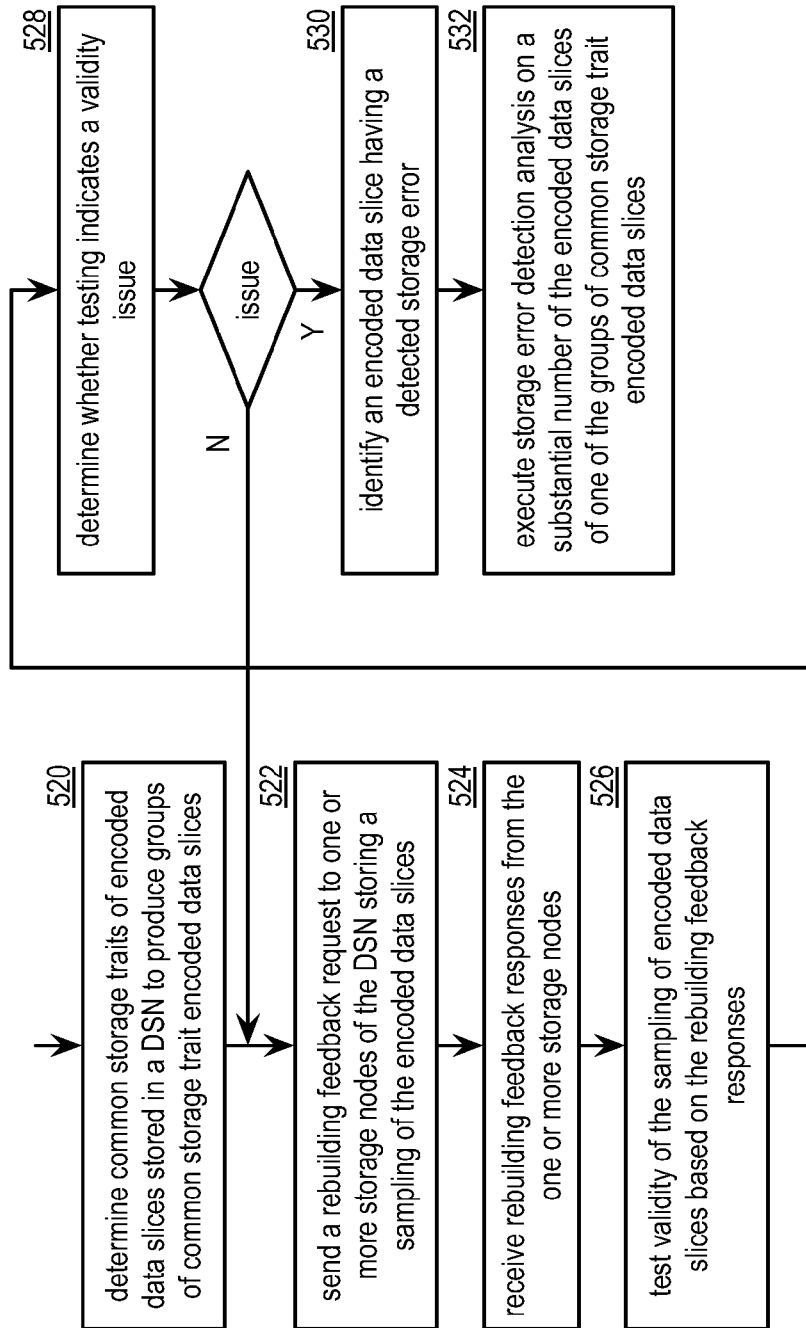 520
determine common storage traits of encoded
data slices stored in a DSN to produce groups
of common storage trait encoded data slices
522
send a rebuilding feedback request to one or
more storage nodes of the DSN storing a
sampling of the encoded data slices
524
receive rebuilding feedback responses from the
one or more storage nodes
526
test validity of the sampling of encoded data
slices based on the rebuilding feedback
responses
528
determine whether testing indicates a validity
issue
issue
N
Y
530
identify an encoded data slice having a
detected storage error
532
execute storage error detection analysis on a
substantial number of the encoded data slices
of one of the groups of common storage trait
encoded data slices